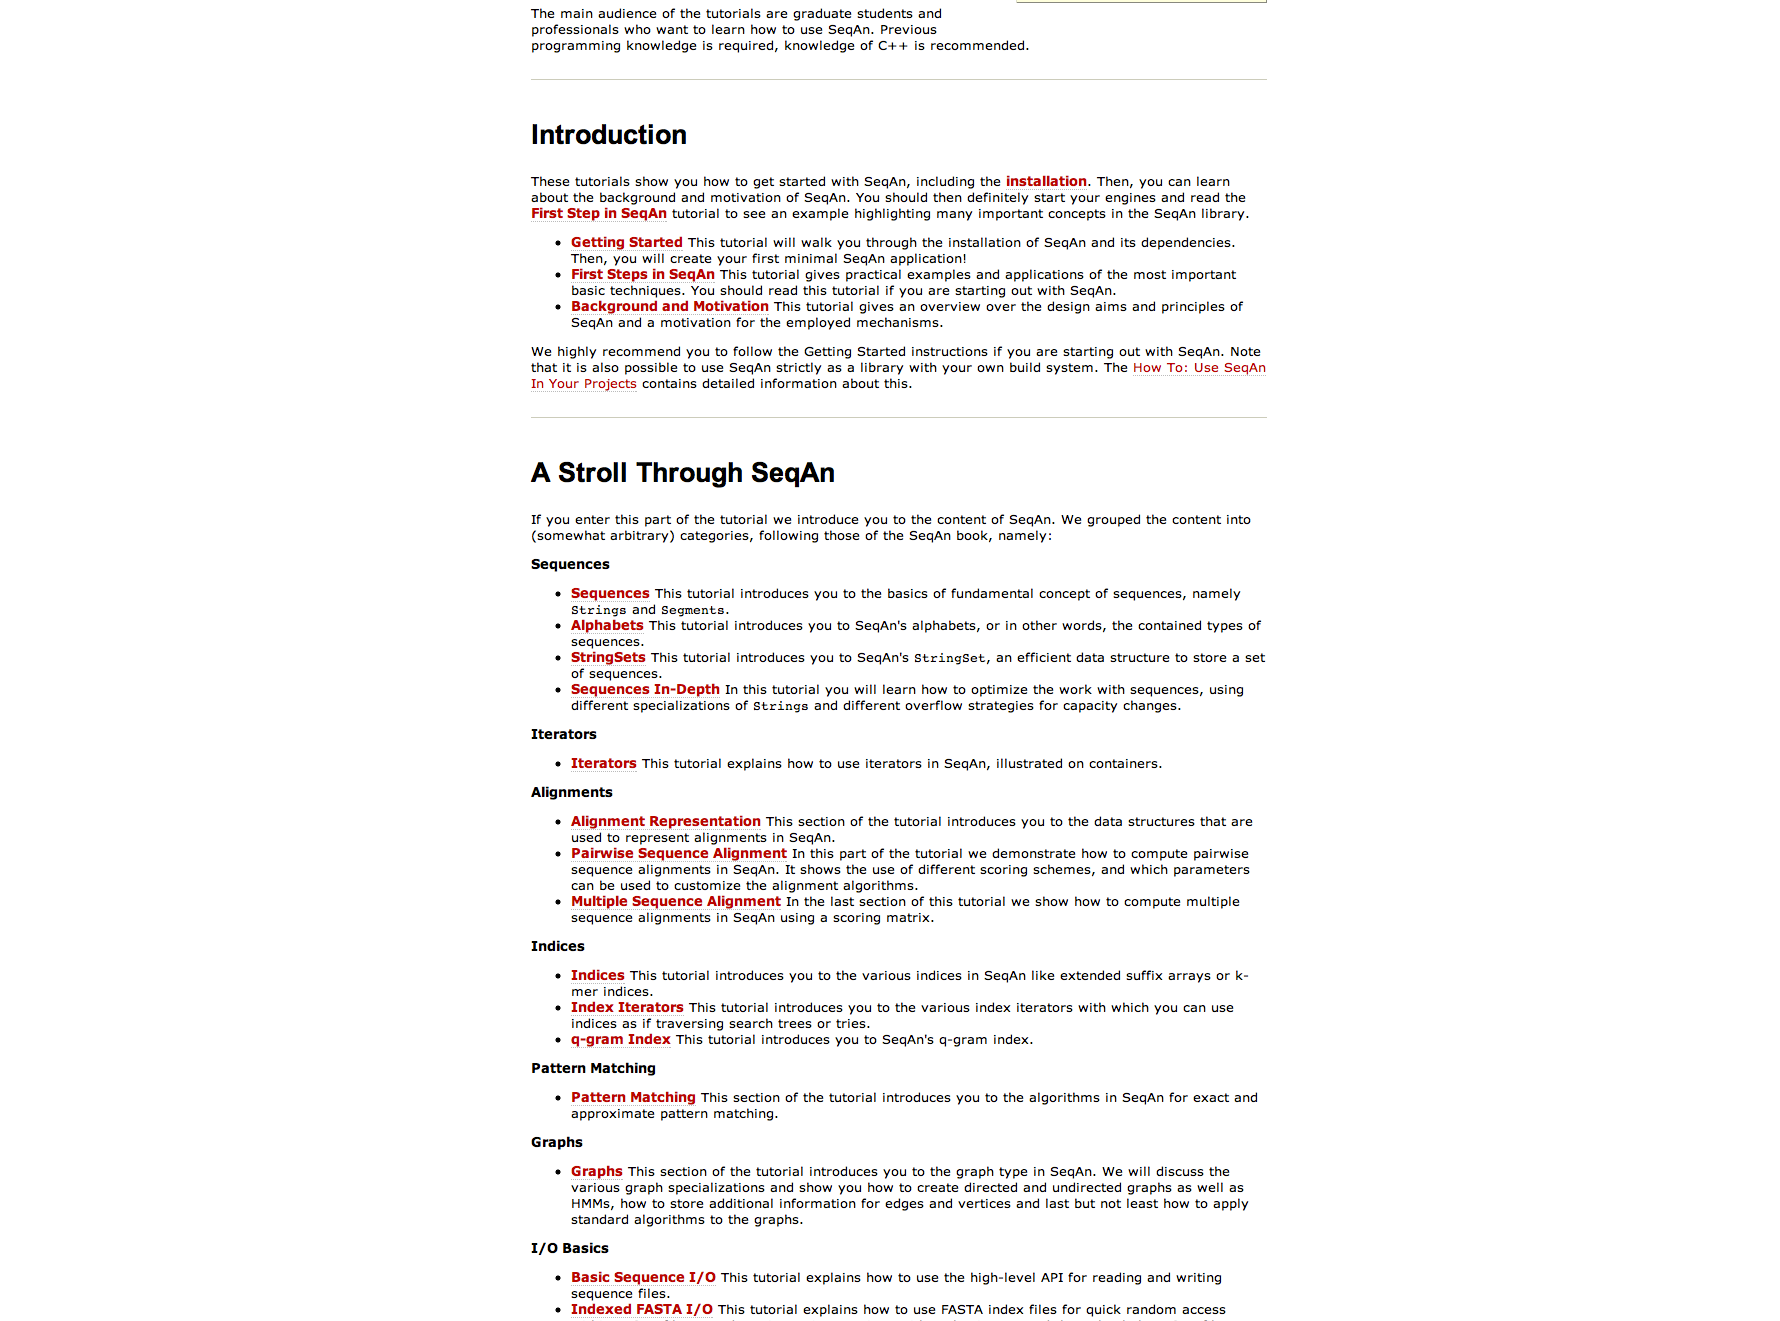 The main audience of the tutorials are graduate students and
professionals who want to learn how to use SeqAn. Previous
programming knowledge is required, knowledge of C++ is recommended.
Introduction
These tutorials show you how to get started with SeqAn, including the installation. Then, you can learn
about the background and motivation of SeqAn. You should then definitely start your engines and read the
First Step in SeqAn tutorial to see an example highlighting many important concepts in the SeqAn library.
• Getting Started This tutorial will walk you through the installation of SeqAn and its dependencies.
Then, you will create your first minimal SeqAn application!
• First Steps in SeqAn This tutorial gives practical examples and applications of the most important
basic techniques. You should read this tutorial if you are starting out with SeqAn.
• Background and Motivation This tutorial gives an overview over the design aims and principles of
SeqAn and a motivation for the employed mechanisms.
We highly recommend you to follow the Getting Started instructions if you are starting out with SeqAn. Note
that it is also possible to use SeqAn strictly as a library with your own build system. The How To: Use SeqAn
In Your Projects contains detailed information about this.
A Stroll Through SeqAn
If you enter this part of the tutorial we introduce you to the content of SeqAn. We grouped the content into
(somewhat arbitrary) categories, following those of the SeqAn book, namely:
Sequences
• Sequences This tutorial introduces you to the basics of fundamental concept of sequences, namely
Strings and Segments.
• Alphabets This tutorial introduces you to SeqAn's alphabets, or in other words, the contained types of
sequences.
• StringSets This tutorial introduces you to SeqAn's StringSet, an efficient data structure to store a set
of sequences.
• Sequences In-Depth In this tutorial you will learn how to optimize the work with sequences, using
different specializations of Strings and different overflow strategies for capacity changes.
Iterators
• Iterators This tutorial explains how to use iterators in SeqAn, illustrated on containers.
Alignments
• Alignment Representation This section of the tutorial introduces you to the data structures that are
used to represent alignments in SeqAn.
• Pairwise Sequence Alignment In this part of the tutorial we demonstrate how to compute pairwise
sequence alignments in SeqAn. It shows the use of different scoring schemes, and which parameters
can be used to customize the alignment algorithms.
• Multiple Sequence Alignment In the last section of this tutorial we show how to compute multiple
sequence alignments in SeqAn using a scoring matrix.
Indices
• Indices This tutorial introduces you to the various indices in SeqAn like extended suffix arrays or k-
mer indices.
• Index Iterators This tutorial introduces you to the various index iterators with which you can use
indices as if traversing search trees or tries.
• q-gram Index This tutorial introduces you to SeqAn's q-gram index.
Pattern Matching
• Pattern Matching This section of the tutorial introduces you to the algorithms in SeqAn for exact and
approximate pattern matching.
Graphs
• Graphs This section of the tutorial introduces you to the graph type in SeqAn. We will discuss the
various graph specializations and show you how to create directed and undirected graphs as well as
HMMs, how to store additional information for edges and vertices and last but not least how to apply
standard algorithms to the graphs.
I/O Basics
• Basic Sequence I/O This tutorial explains how to use the high-level API for reading and writing
sequence files.
• Indexed FASTA I/O This tutorial explains how to use FASTA index files for quick random access